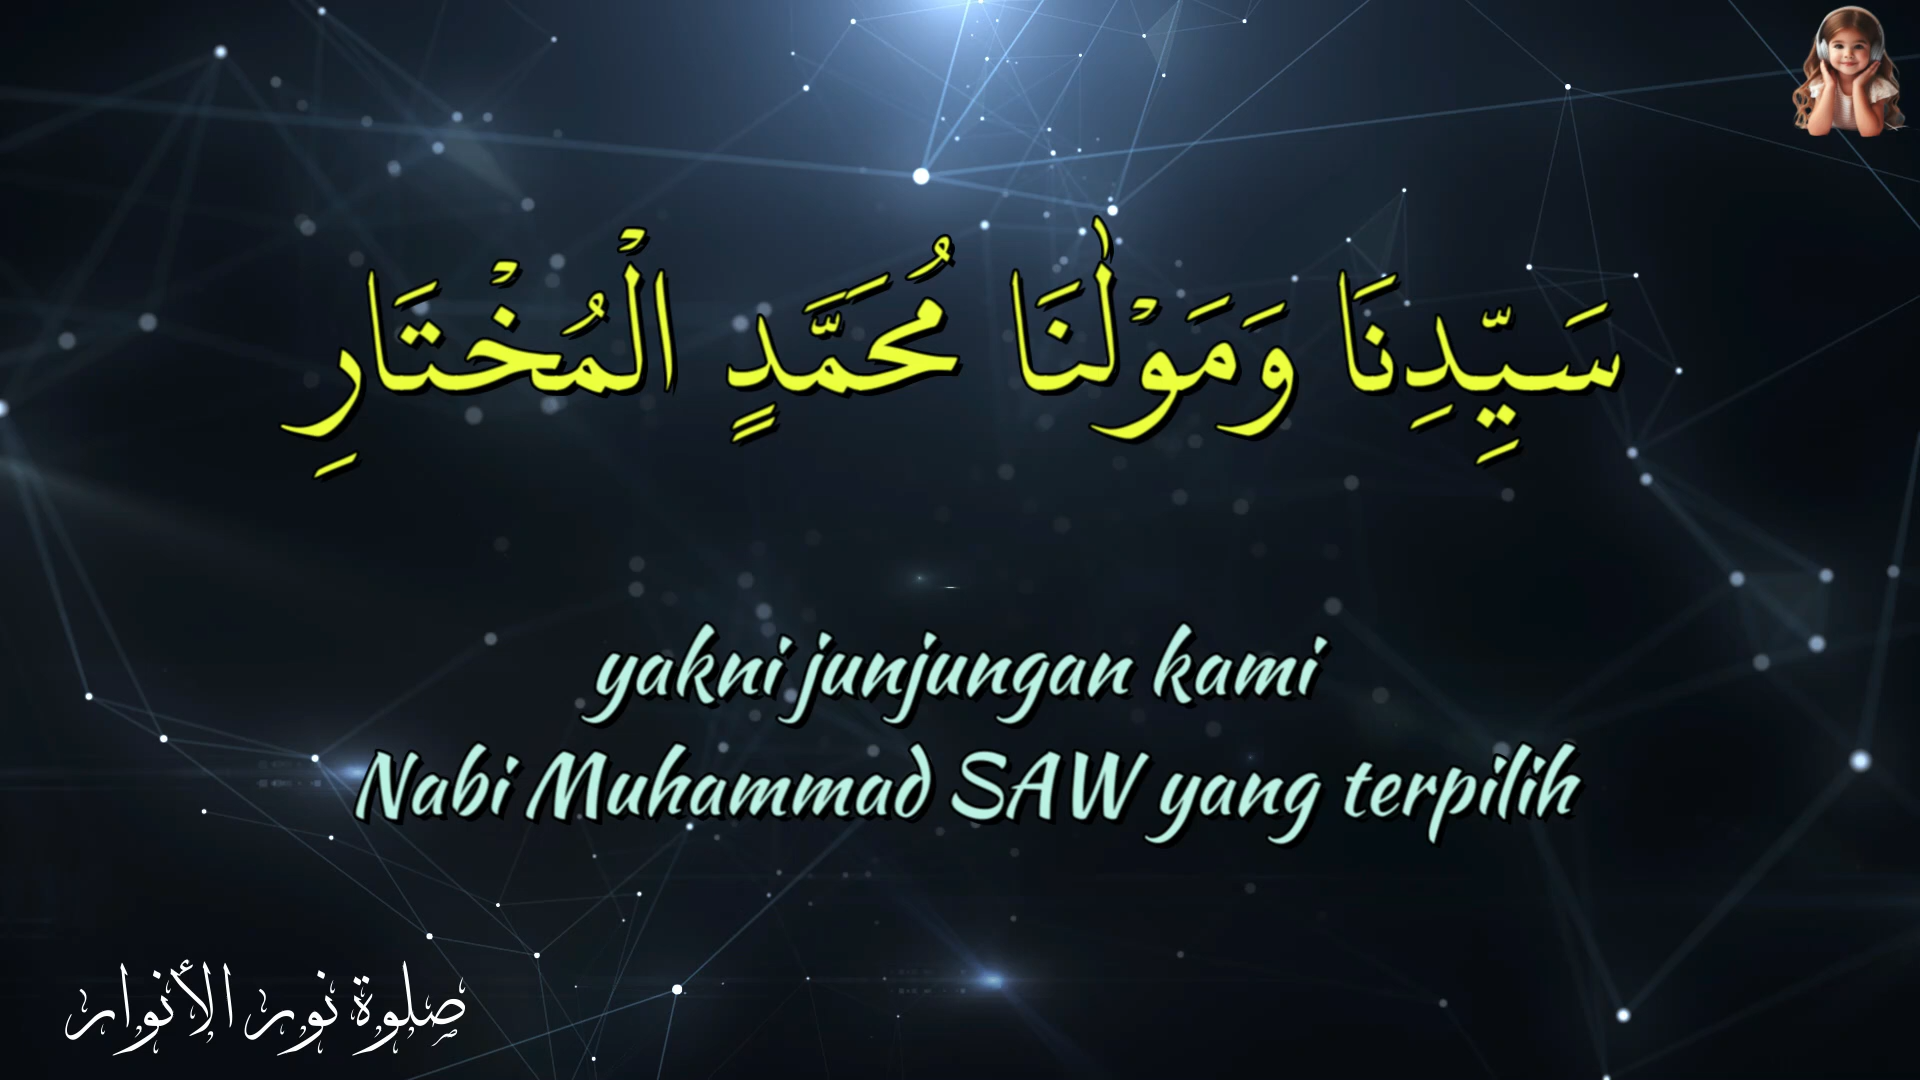 سَيِّدِنَا وَمَوْلٰنَا مُحَمَّدٍ الْمُخْتَارِ
yakni junjungan kami
Nabi Muhammad SAW yang terpilih
صلوة نور الأنوار